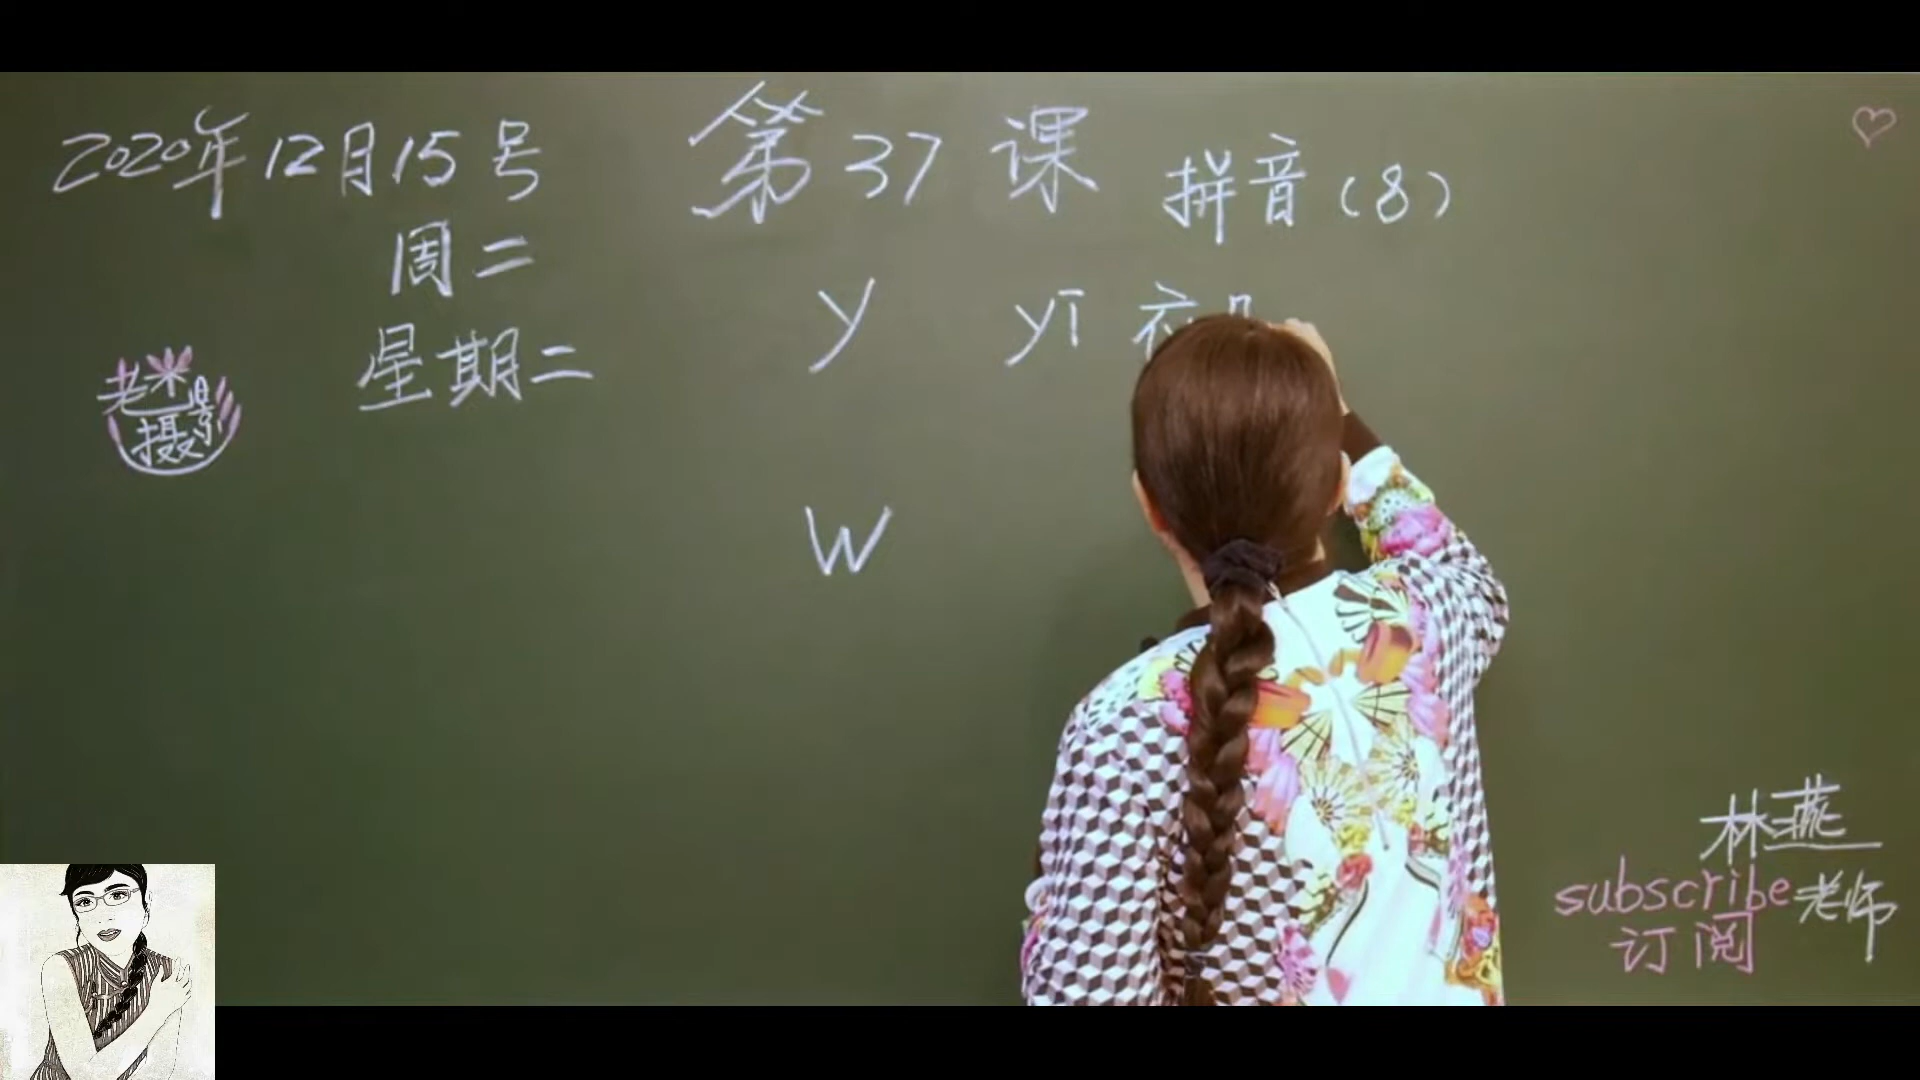 2020年12月15号
周二
星期二
第37课 拼音(8)
y yī 衣
w
老米
摄影
林燕
老师
subscribe
订阅